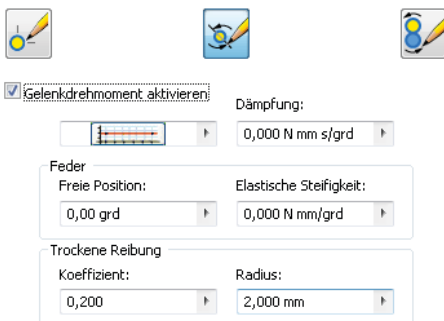 Gelenkdrehmoment aktivieren
Dämpfung:
0,000 N mm s/grd
Feder
Freie Position:
Elastische Steifigkeit:
0,00 grd
0,000 N mm/grd
Trockene Reibung
Koeffizient:
Radius:
0,200
2,000 mm